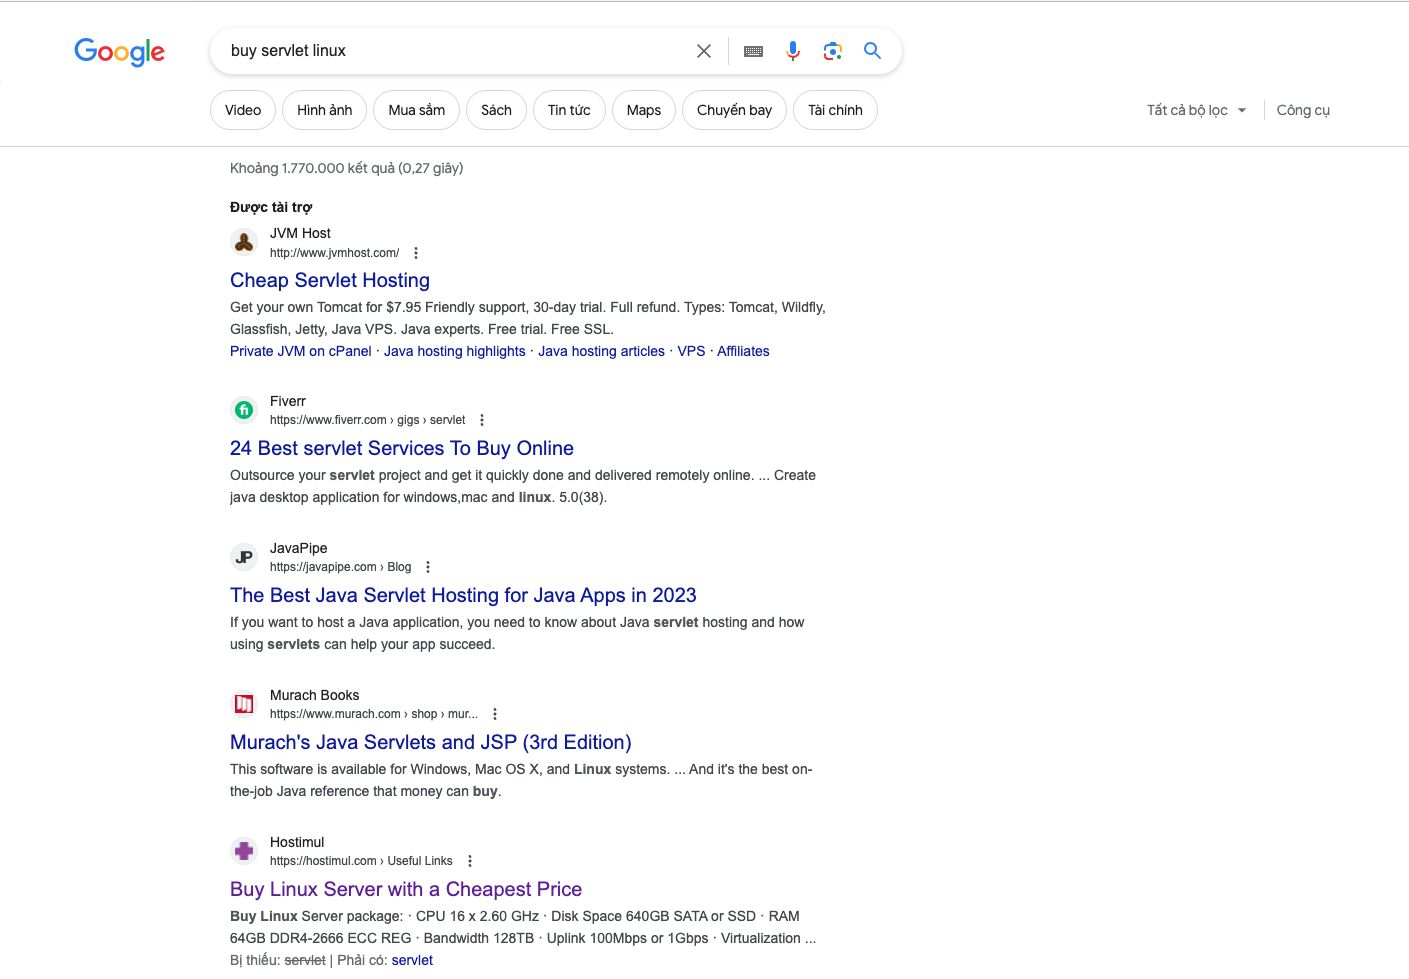 Google
buy servlet linux
Video
Hình ảnh
Mua sắm
Sách
Tin tức
Maps
Chuyến bay
Tài chính
Tất cả bộ lọc
Công cụ
Khoảng 1.770.000 kết quả (0,27 giây)
Được tài trợ
JVM Host
http://www.jvmhost.com/
Cheap Servlet Hosting
Get your own Tomcat for $7.95 Friendly support, 30-day trial. Full refund. Types: Tomcat, Wildfly,
Glassfish, Jetty, Java VPS. Java experts. Free trial. Free SSL.
Private JVM on cPanel · Java hosting highlights · Java hosting articles · VPS · Affiliates
Fiverr
https://www.fiverr.com › gigs › servlet
24 Best servlet Services To Buy Online
Outsource your servlet project and get it quickly done and delivered remotely online. ... Create
java desktop application for windows,mac and linux. 5.0(38).
JP
JavaPipe
https://javapipe.com › Blog
The Best Java Servlet Hosting for Java Apps in 2023
If you want to host a Java application, you need to know about Java servlet hosting and how
using servlets can help your app succeed.
Murach Books
https://www.murach.com › shop › mur...
Murach's Java Servlets and JSP (3rd Edition)
This software is available for Windows, Mac OS X, and Linux systems. ... And it's the best on-
the-job Java reference that money can buy.
Hostimul
https://hostimul.com › Useful Links
Buy Linux Server with a Cheapest Price
Buy Linux Server package: · CPU 16 x 2.60 GHz · Disk Space 640GB SATA or SSD · RAM
64GB DDR4-2666 ECC REG · Bandwidth 128TB · Uplink 100Mbps or 1Gbps · Virtualization ...
Bị thiếu: servlet | Phải có: servlet